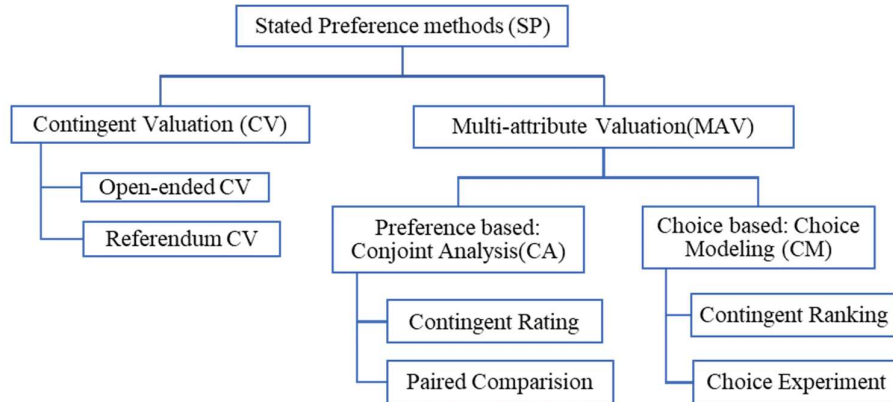 Stated Preference methods (SP)
Contingent Valuation (CV)
Multi-attribute Valuation(MAV)
Open-ended CV
Referendum CV
Preference based:
Conjoint Analysis(CA)
Choice based: Choice
Modeling (CM)
Contingent Rating
Paired Comparision
Contingent Ranking
Choice Experiment